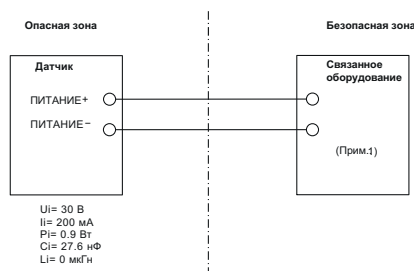 Опасная зона
Безопасная зона
Датчик
ПИТАНИЕ+
ПИТАНИЕ−
Связанное
оборудование
(Прим.1)
Ui= 30 В
Ii= 200 мА
Pi= 0.9 Вт
Ci= 27.6 нФ
Li= 0 мкГн